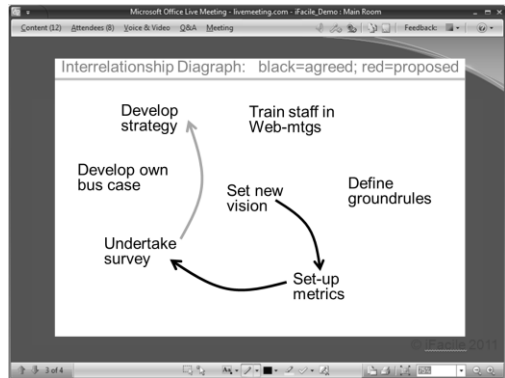 Microsoft Office Live Meeting - livemeeting.com - iFacile_Demo : Main Room
Content (12) Attendees (8) Voice & Video Q&A Meeting Feedback:
Interrelationship Diagraph: black=agreed; red=proposed
Develop
strategy
Train staff in
Web-mtgs
Develop own
bus case
Set new
vision
Define
groundrules
Undertake
survey
Set-up
metrics
© iFacile 2011
3 of 4